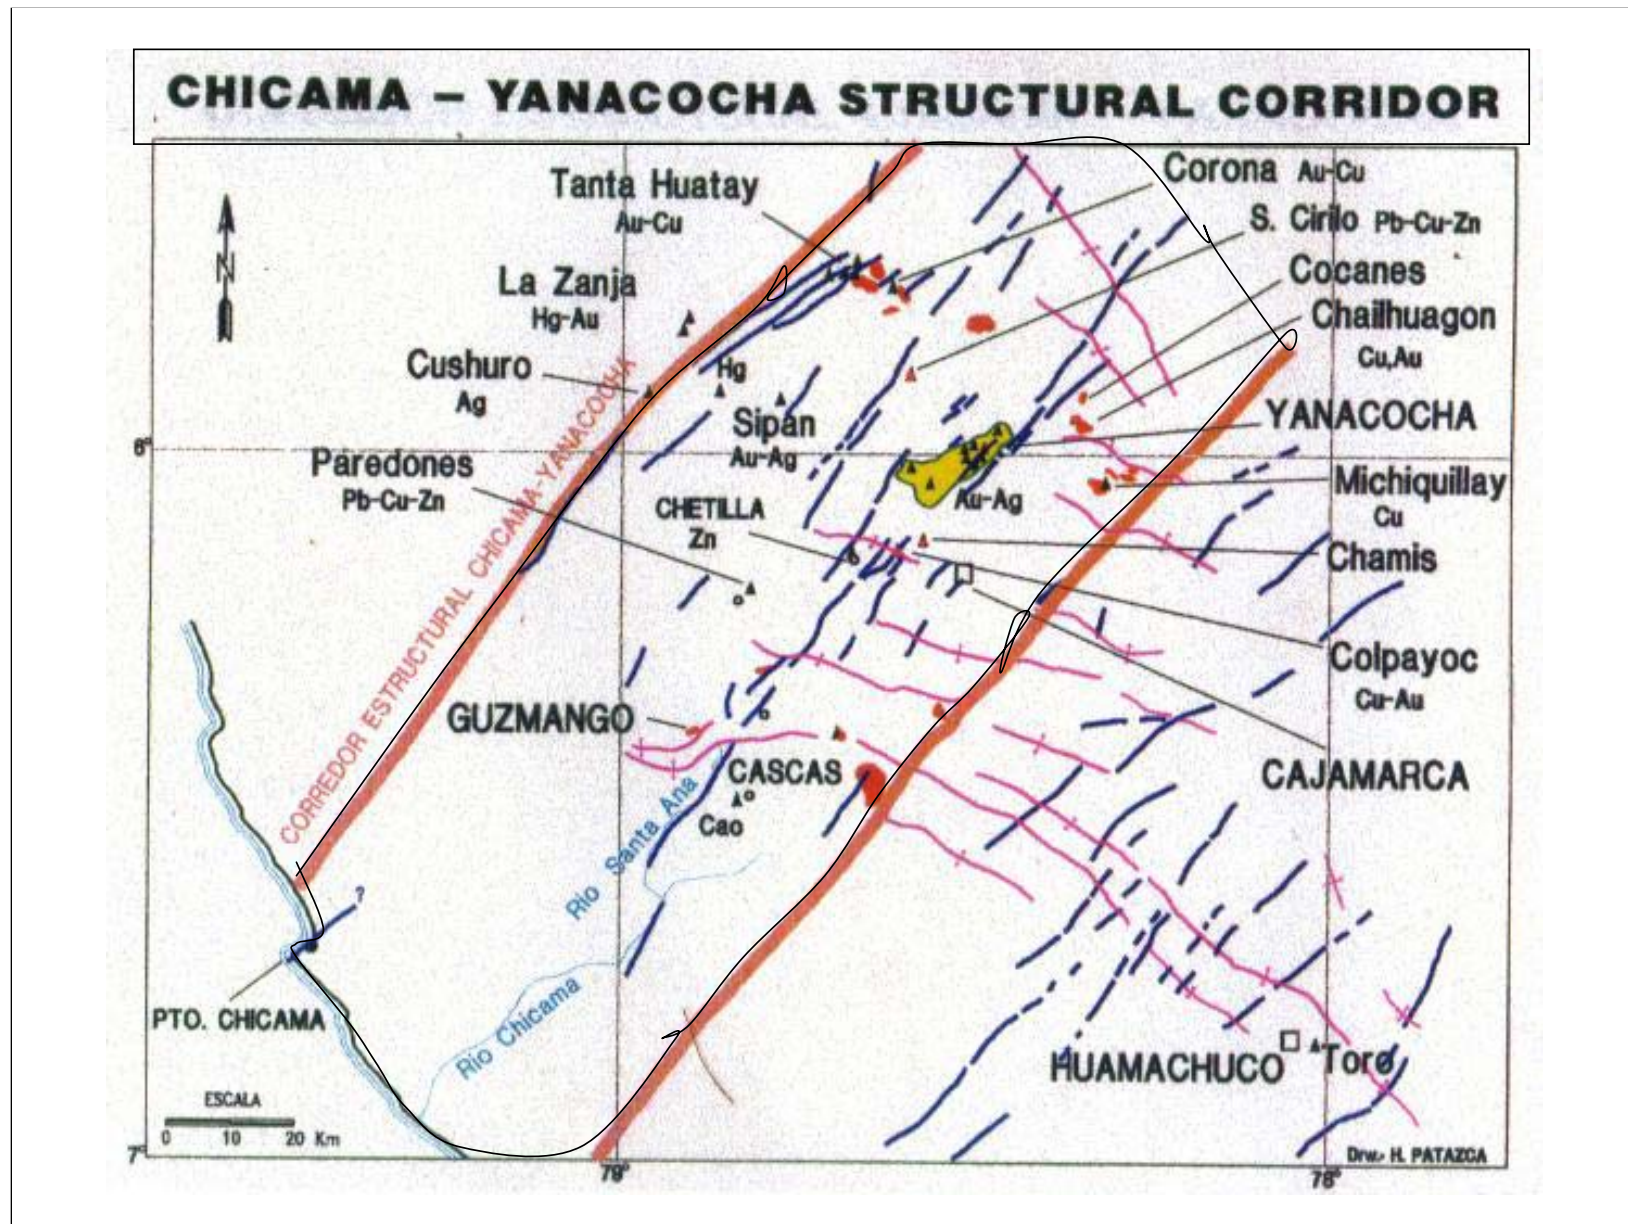 CHICAMA – YANACOCHA STRUCTURAL CORRIDOR
Tanta Huatay
Au-Cu
Corona Au-Cu
S. Cirilo Pb-Cu-Zn
N
La Zanja
Hg-Au
Cocanes
Chailhuagon
Cu,Au
Cushuro
Ag
Hg
Sipan
Au-Ag
YANACOCHA
6°
Paredones
Pb-Cu-Zn
Au-Ag
Michiquillay
Cu
CHETILLA
Zn
Chamis
CORREDOR ESTRUCTURAL CHICAMA-YANACOCHA
Colpayoc
Cu-Au
GUZMANGO
CASCAS
CAJAMARCA
Cao
Rio Santa Ana
?
Rio Chicama
PTO. CHICAMA
HUAMACHUCO
Toro
ESCALA
0 10 20 Km
Drw.- H. PATAZCA
7°
79°
78°